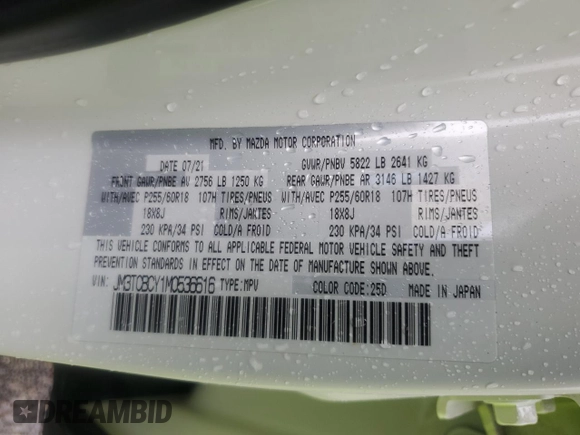 MFD. BY MAZDA MOTOR CORPORATION
DATE 07/21 GVWR/PNBV 5822 LB 2641 KG
FRONT GAWR/PNBE AV 2756 LB 1250 KG REAR GAWR/PNBE AR 3146 LB 1427 KG
WITH/AVEC P255/60R18 107H TIRES/PNEUS WITH/AVEC P255/60R18 107H TIRES/PNEUS
18X8J RIMS/JANTES 18X8J RIMS/JANTES
230 KPA/34 PSI COLD/A FROID 230 KPA/34 PSI COLD/A FROID
THIS VEHICLE CONFORMS TO ALL APPLICABLE FEDERAL MOTOR VEHICLE SAFETY AND THEFT
PREVENTION STANDARDS IN EFFECT ON THE DATE OF MANUFACTURE SHOWN ABOVE.
VIN: JM3TCBCY1M0536616 TYPE:MPV COLOR CODE:25D MADE IN JAPAN
DREAMBID